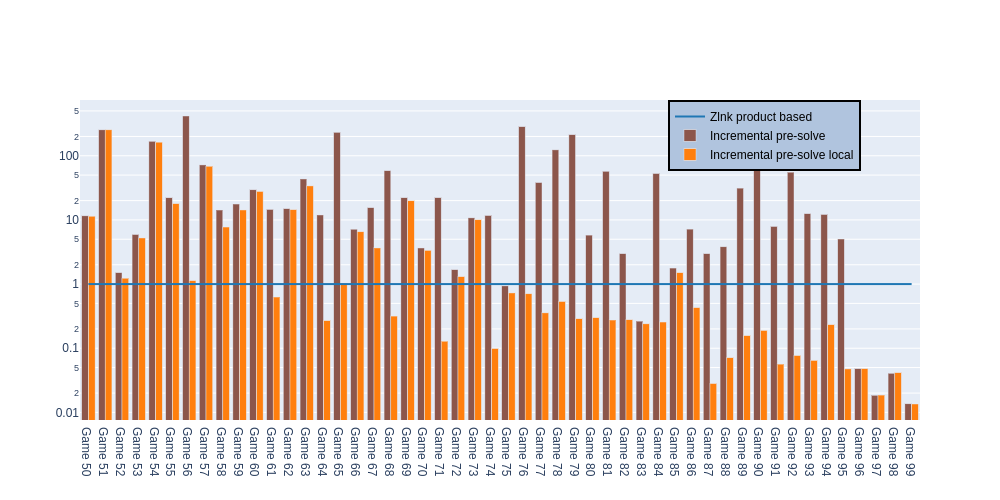 5
2
100
5
2
10
5
2
1
5
2
0.1
5
2
0.01
Zlnk product based
Incremental pre-solve
Incremental pre-solve local
Game 50
Game 51
Game 52
Game 53
Game 54
Game 55
Game 56
Game 57
Game 58
Game 59
Game 60
Game 61
Game 62
Game 63
Game 64
Game 65
Game 66
Game 67
Game 68
Game 69
Game 70
Game 71
Game 72
Game 73
Game 74
Game 75
Game 76
Game 77
Game 78
Game 79
Game 80
Game 81
Game 82
Game 83
Game 84
Game 85
Game 86
Game 87
Game 88
Game 89
Game 90
Game 91
Game 92
Game 93
Game 94
Game 95
Game 96
Game 97
Game 98
Game 99